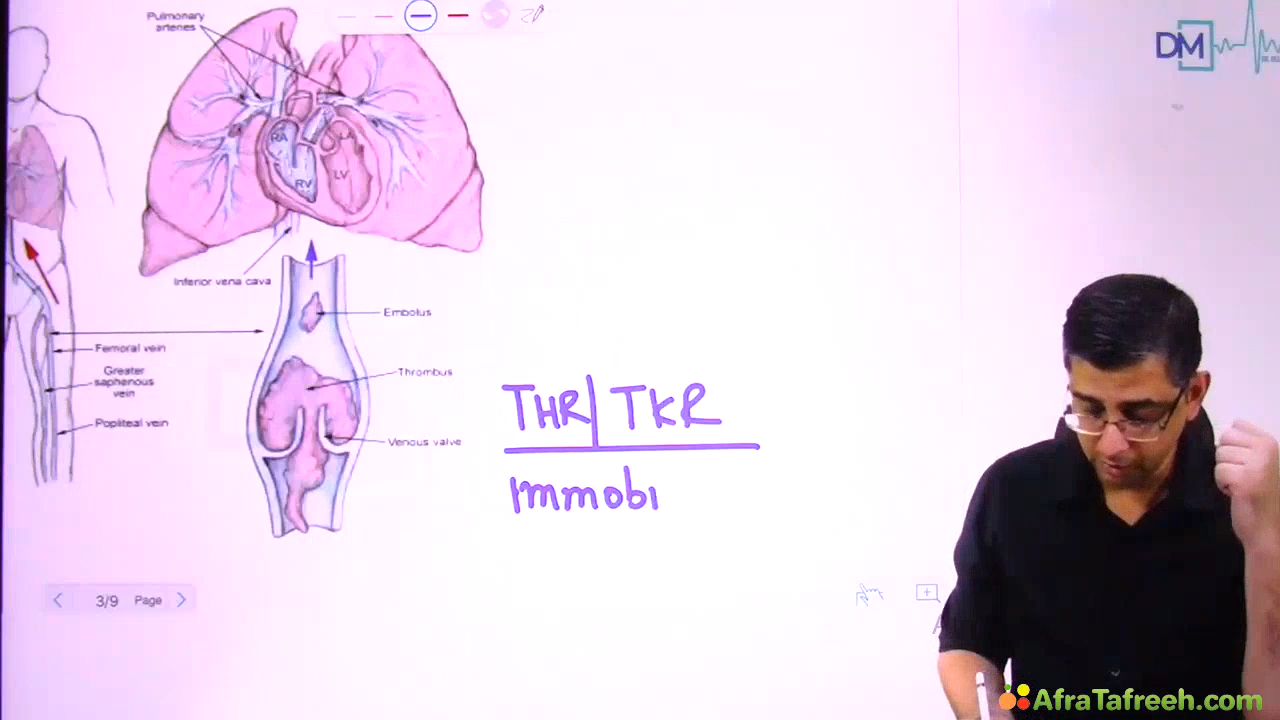 Pulmonary
arteries
DM
RA
LA
LV
RV
Inferior vena cava
Embolus
Femoral vein
Thrombus
Greater
saphenous
vein
Popliteal vein
Venous valve
THR| TKR
Immobi
3/9 Page
AfraTafreeh.com